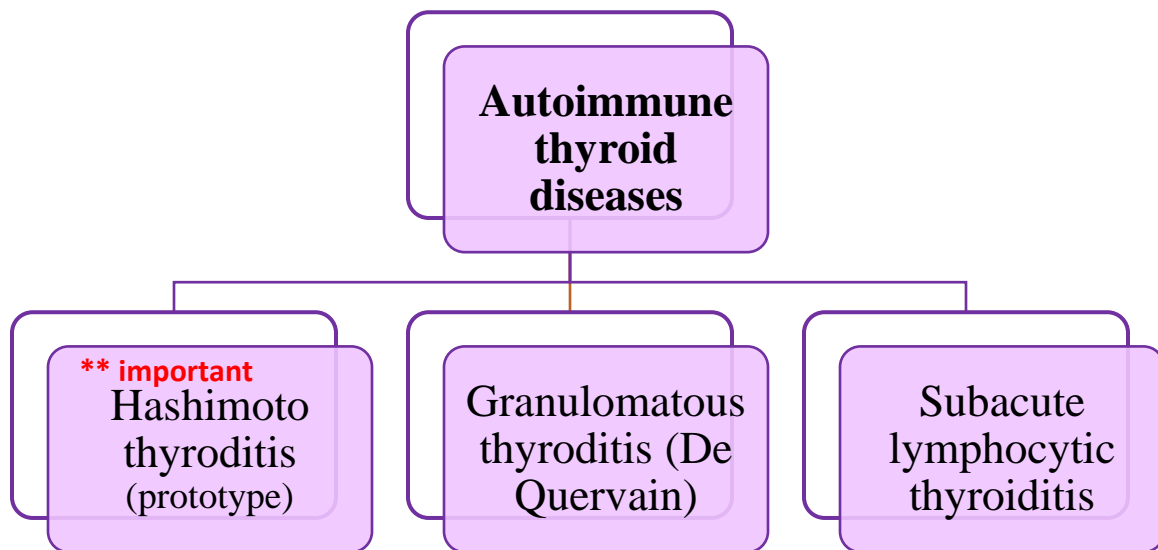 Autoimmune
thyroid
diseases
** important
Hashimoto
thyroditis
(prototype)
Granulomatous
thyroditis (De
Quervain)
Subacute
lymphocytic
thyroiditis